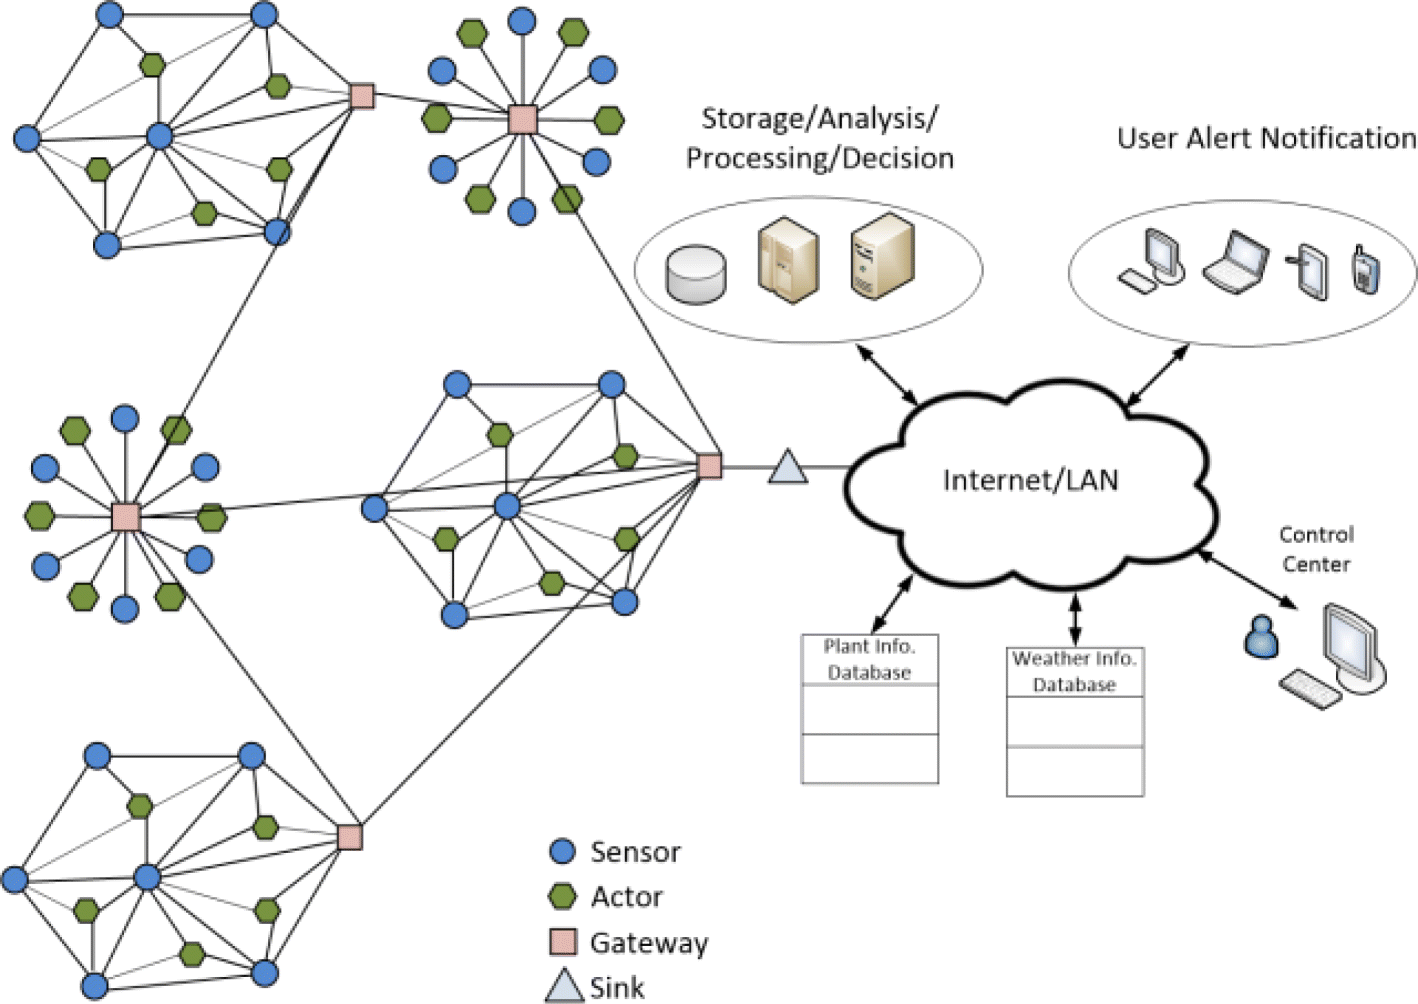 Storage/Analysis/
Processing/Decision
User Alert Notification
Internet/LAN
Control
Center
Plant Info.
Database
Weather Info.
Database
Sensor
Actor
Gateway
Sink